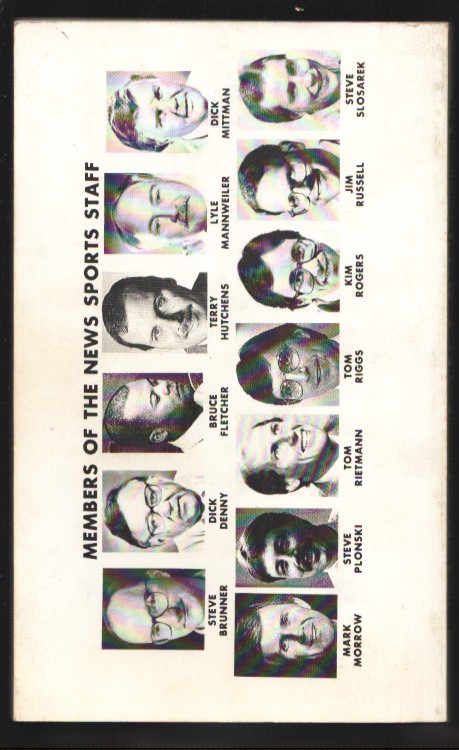 MEMBERS OF THE NEWS SPORTS STAFF
STEVE
BRUNNER
DICK
DENNY
BRUCE
FLETCHER
TERRY
HUTCHENS
LYLE
MANNWEILER
DICK
MITTMAN
MARK
MORROW
STEVE
PLONSKI
TOM
RIETMANN
TOM
RIGGS
KIM
ROGERS
JIM
RUSSELL
STEVE
SLOSAREK